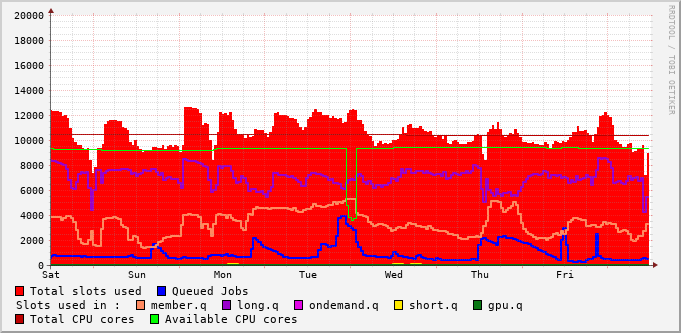 20000
18000
16000
14000
12000
10000
8000
6000
4000
2000
0
Sat Sun Mon Tue Wed Thu Fri
RRDTOOL / TOBI OETIKER
Total slots used Queued Jobs
Slots used in : member.q long.q ondemand.q short.q gpu.q
Total CPU cores Available CPU cores